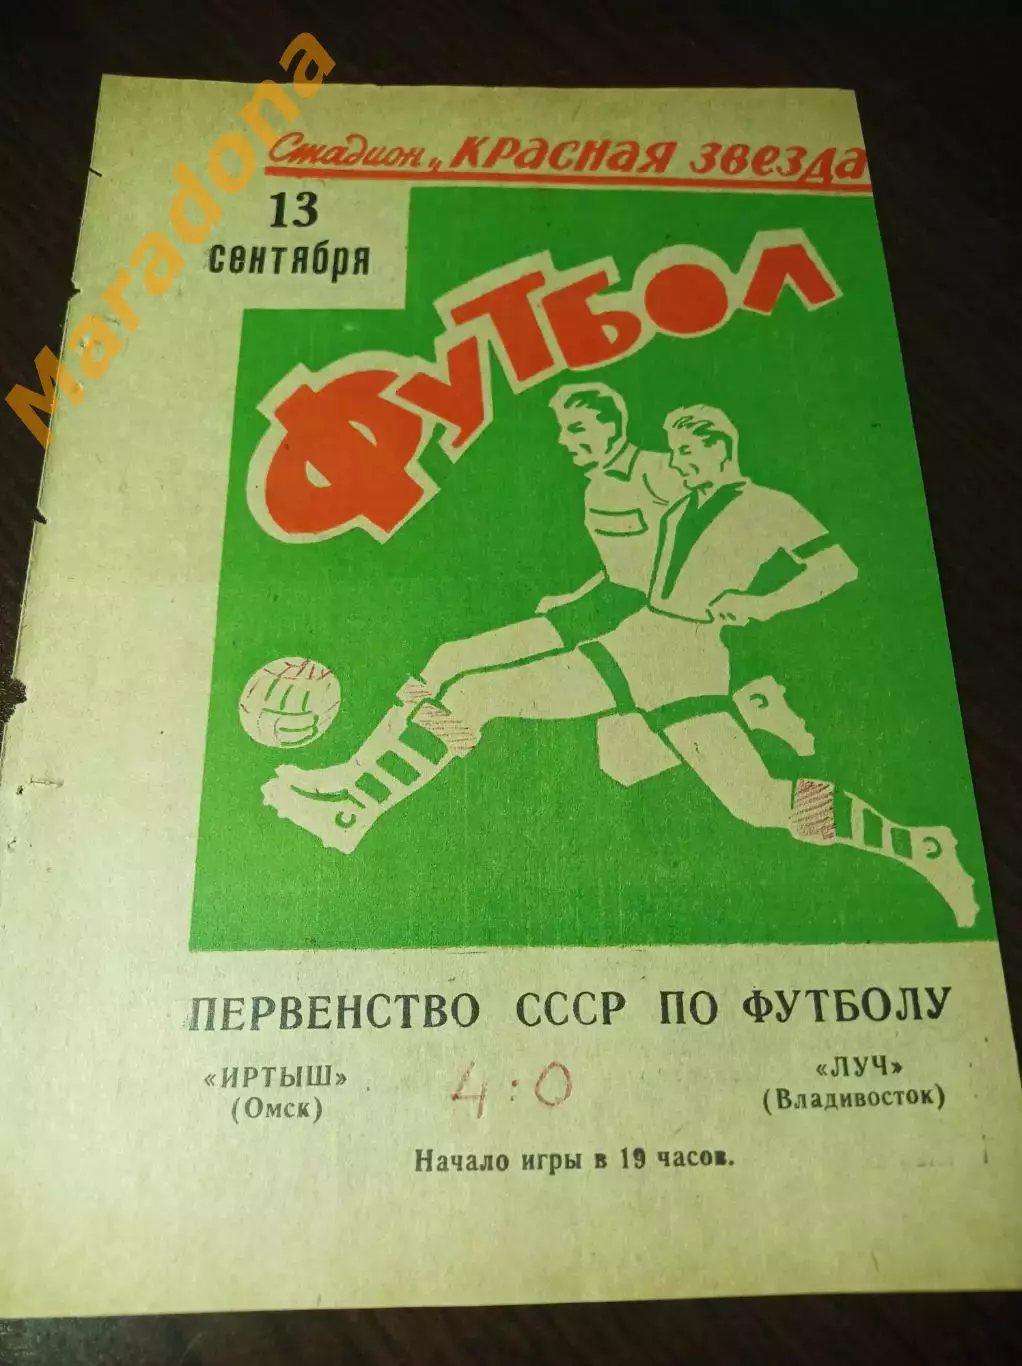 Maradona
Стадион „КРАСНАЯ ЗВЕЗДА
13
сентября
ФУТБОЛ
ПЕРВЕНСТВО СССР ПО ФУТБОЛУ
«ИРТЫШ» 4:0 «ЛУЧ»
(Омск) (Владивосток)
Начало игры в 19 часов.